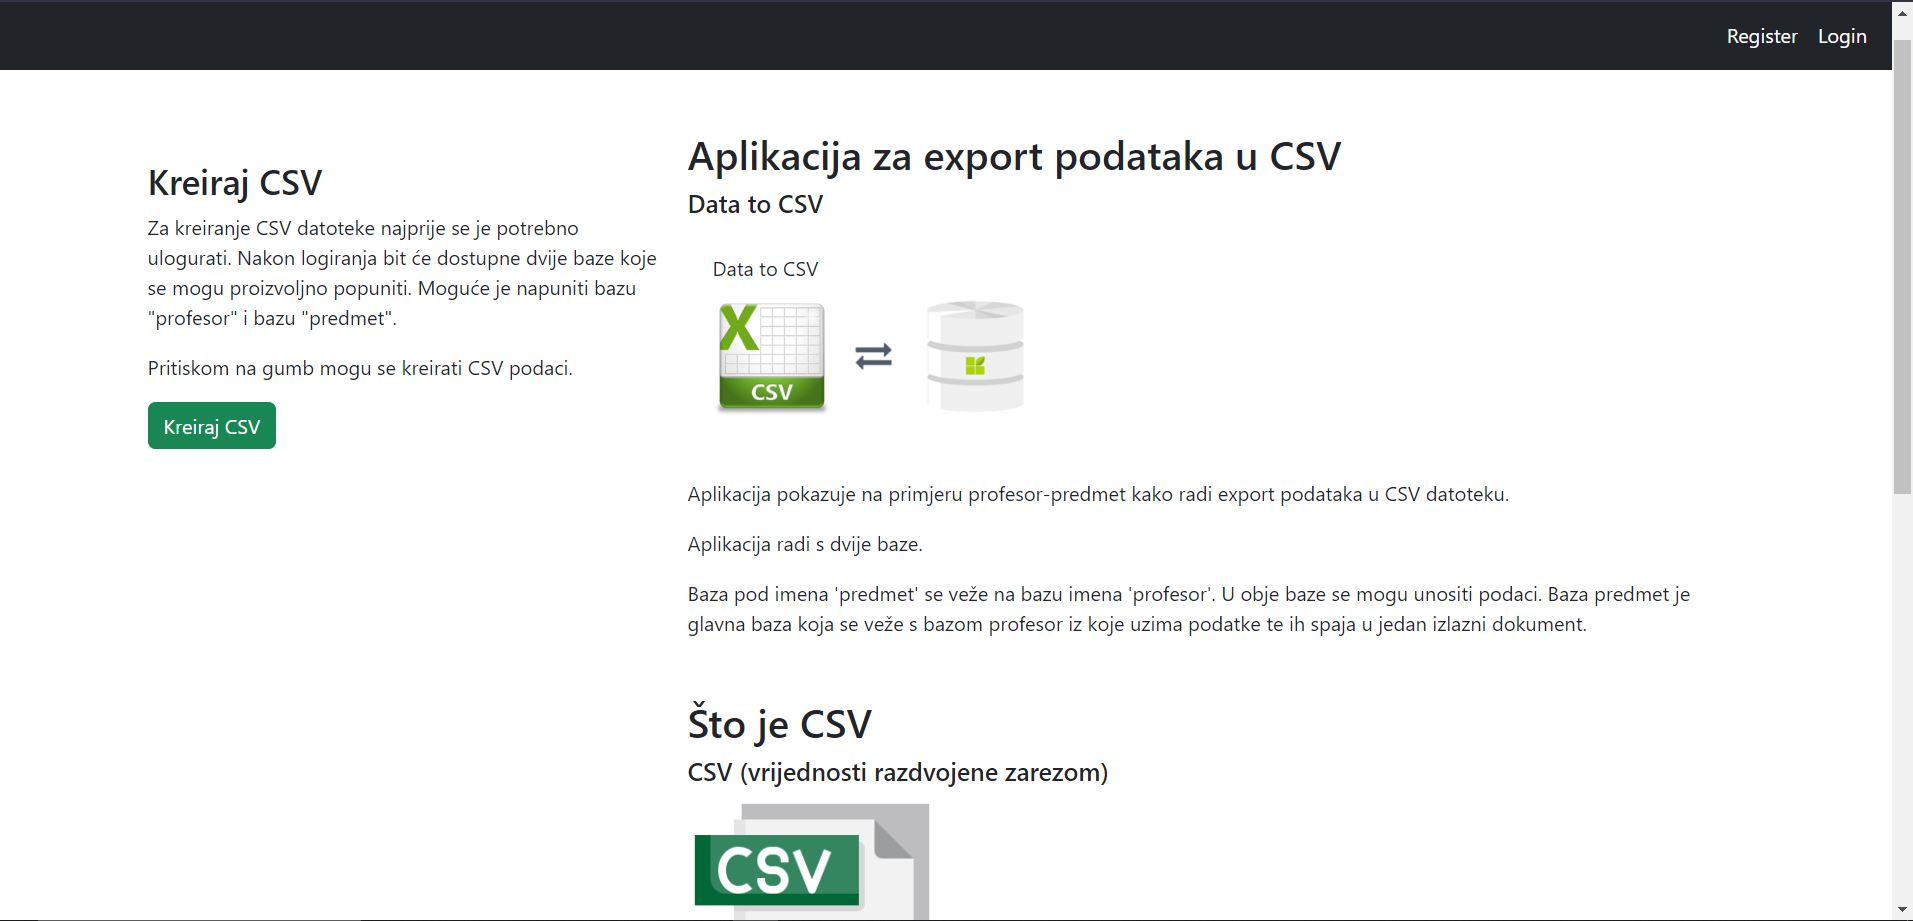 Register Login
Kreiraj CSV
Za kreiranje CSV datoteke najprije se je potrebno
ulogurati. Nakon logiranja bit će dostupne dvije baze koje
se mogu proizvoljno popuniti. Moguće je napuniti bazu
"profesor" i bazu "predmet".
Pritiskom na gumb mogu se kreirati CSV podaci.
Kreiraj CSV
Aplikacija za export podataka u CSV
Data to CSV
Data to CSV
X
CSV
Aplikacija pokazuje na primjeru profesor-predmet kako radi export podataka u CSV datoteku.
Aplikacija radi s dvije baze.
Baza pod imena 'predmet' se veže na bazu imena 'profesor'. U obje baze se mogu unositi podaci. Baza predmet je
glavna baza koja se veže s bazom profesor iz koje uzima podatke te ih spaja u jedan izlazni dokument.
Što je CSV
CSV (vrijednosti razdvojene zarezom)
CSV